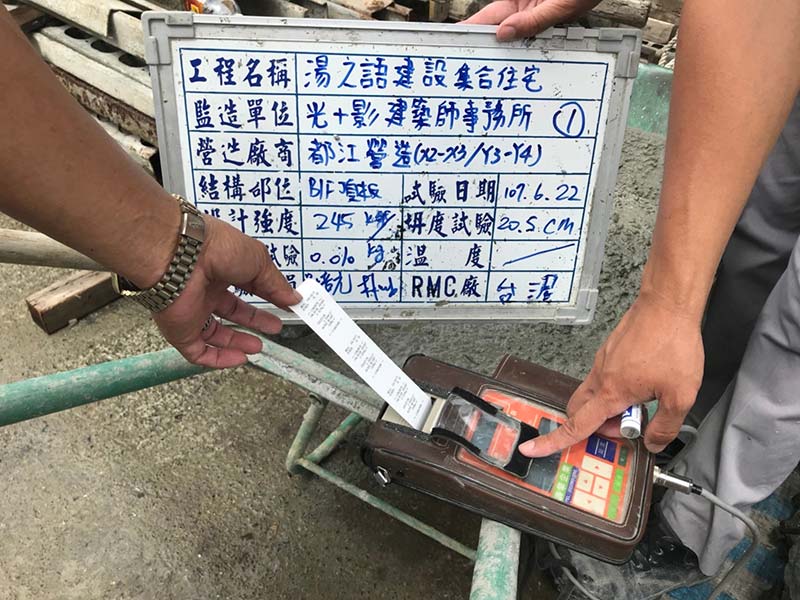 工程名稱 湯之語建設集合住宅
監造單位 光+影建築師事務所 ①
營造廠商 都江營造(X2-X3/Y3-Y4)
結構部位 B1F頂板 試驗日期 107.6.22
設計強度 245 坍度試驗 20.5 CM
試驗 溫度
員 RMC廠 台灣